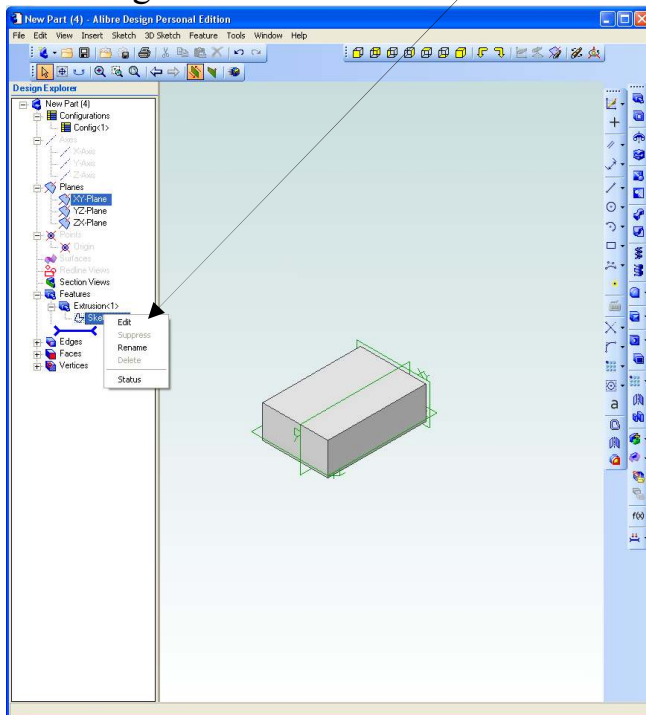 New Part (4) - Alibre Design Personal Edition
File Edit View Insert Sketch 3D Sketch Feature Tools Window Help
Design Explorer
New Part (4)
Configurations
Config<1>
Axes
X-Axis
Y-Axis
Z-Axis
Planes
XY-Plane
YZ-Plane
ZX-Plane
Points
Origin
Surfaces
Redline Views
Section Views
Features
Extrusion<1>
Edit
Suppress
Rename
Delete
Status
Edges
Faces
Vertices
XY
a
f(x)